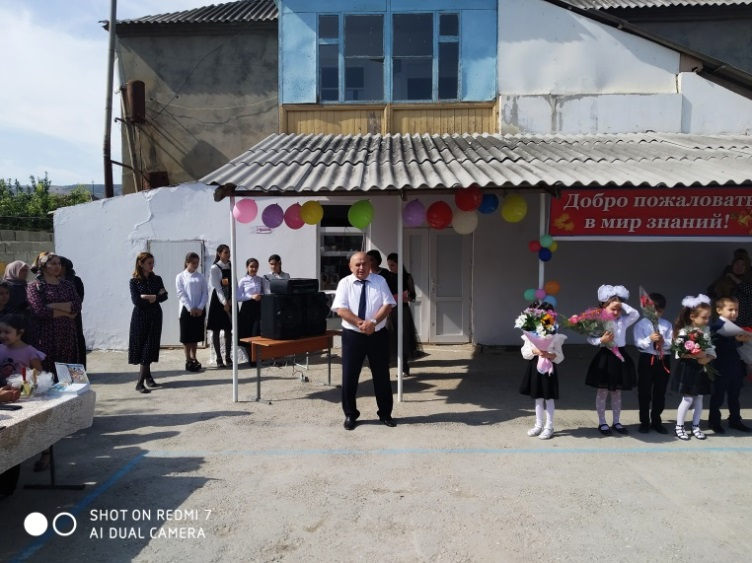 Добро пожаловать
в мир знаний!
SHOT ON REDMI 7
AI DUAL CAMERA